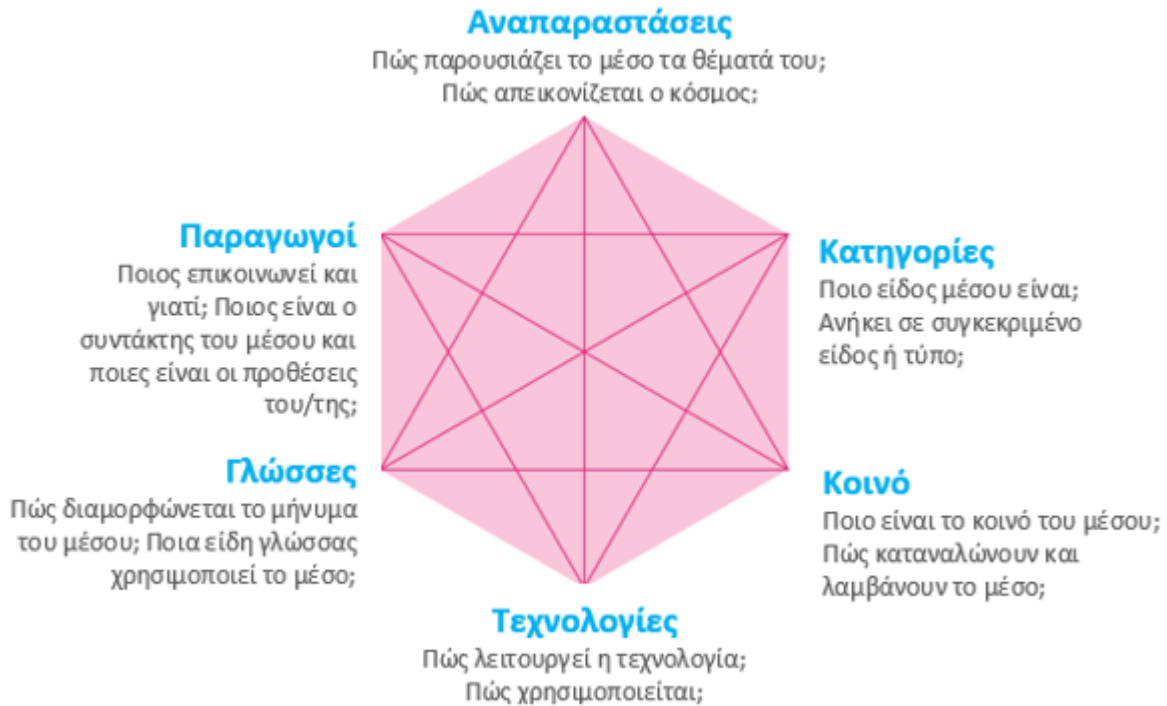 Αναπαραστάσεις
Πώς παρουσιάζει το μέσο τα θέματά του;
Πώς απεικονίζεται ο κόσμος;
Παραγωγοί
Ποιος επικοινωνεί και
γιατί; Ποιος είναι ο
συντάκτης του μέσου και
ποιες είναι οι προθέσεις
του/της;
Κατηγορίες
Ποιο είδος μέσου είναι;
Ανήκει σε συγκεκριμένο
είδος ή τύπο;
Γλώσσες
Πώς διαμορφώνεται το μήνυμα
του μέσου; Ποια είδη γλώσσας
χρησιμοποιεί το μέσο;
Κοινό
Ποιο είναι το κοινό του μέσου;
Πώς καταναλώνουν και
λαμβάνουν το μέσο;
Τεχνολογίες
Πώς λειτουργεί η τεχνολογία;
Πώς χρησιμοποιείται;